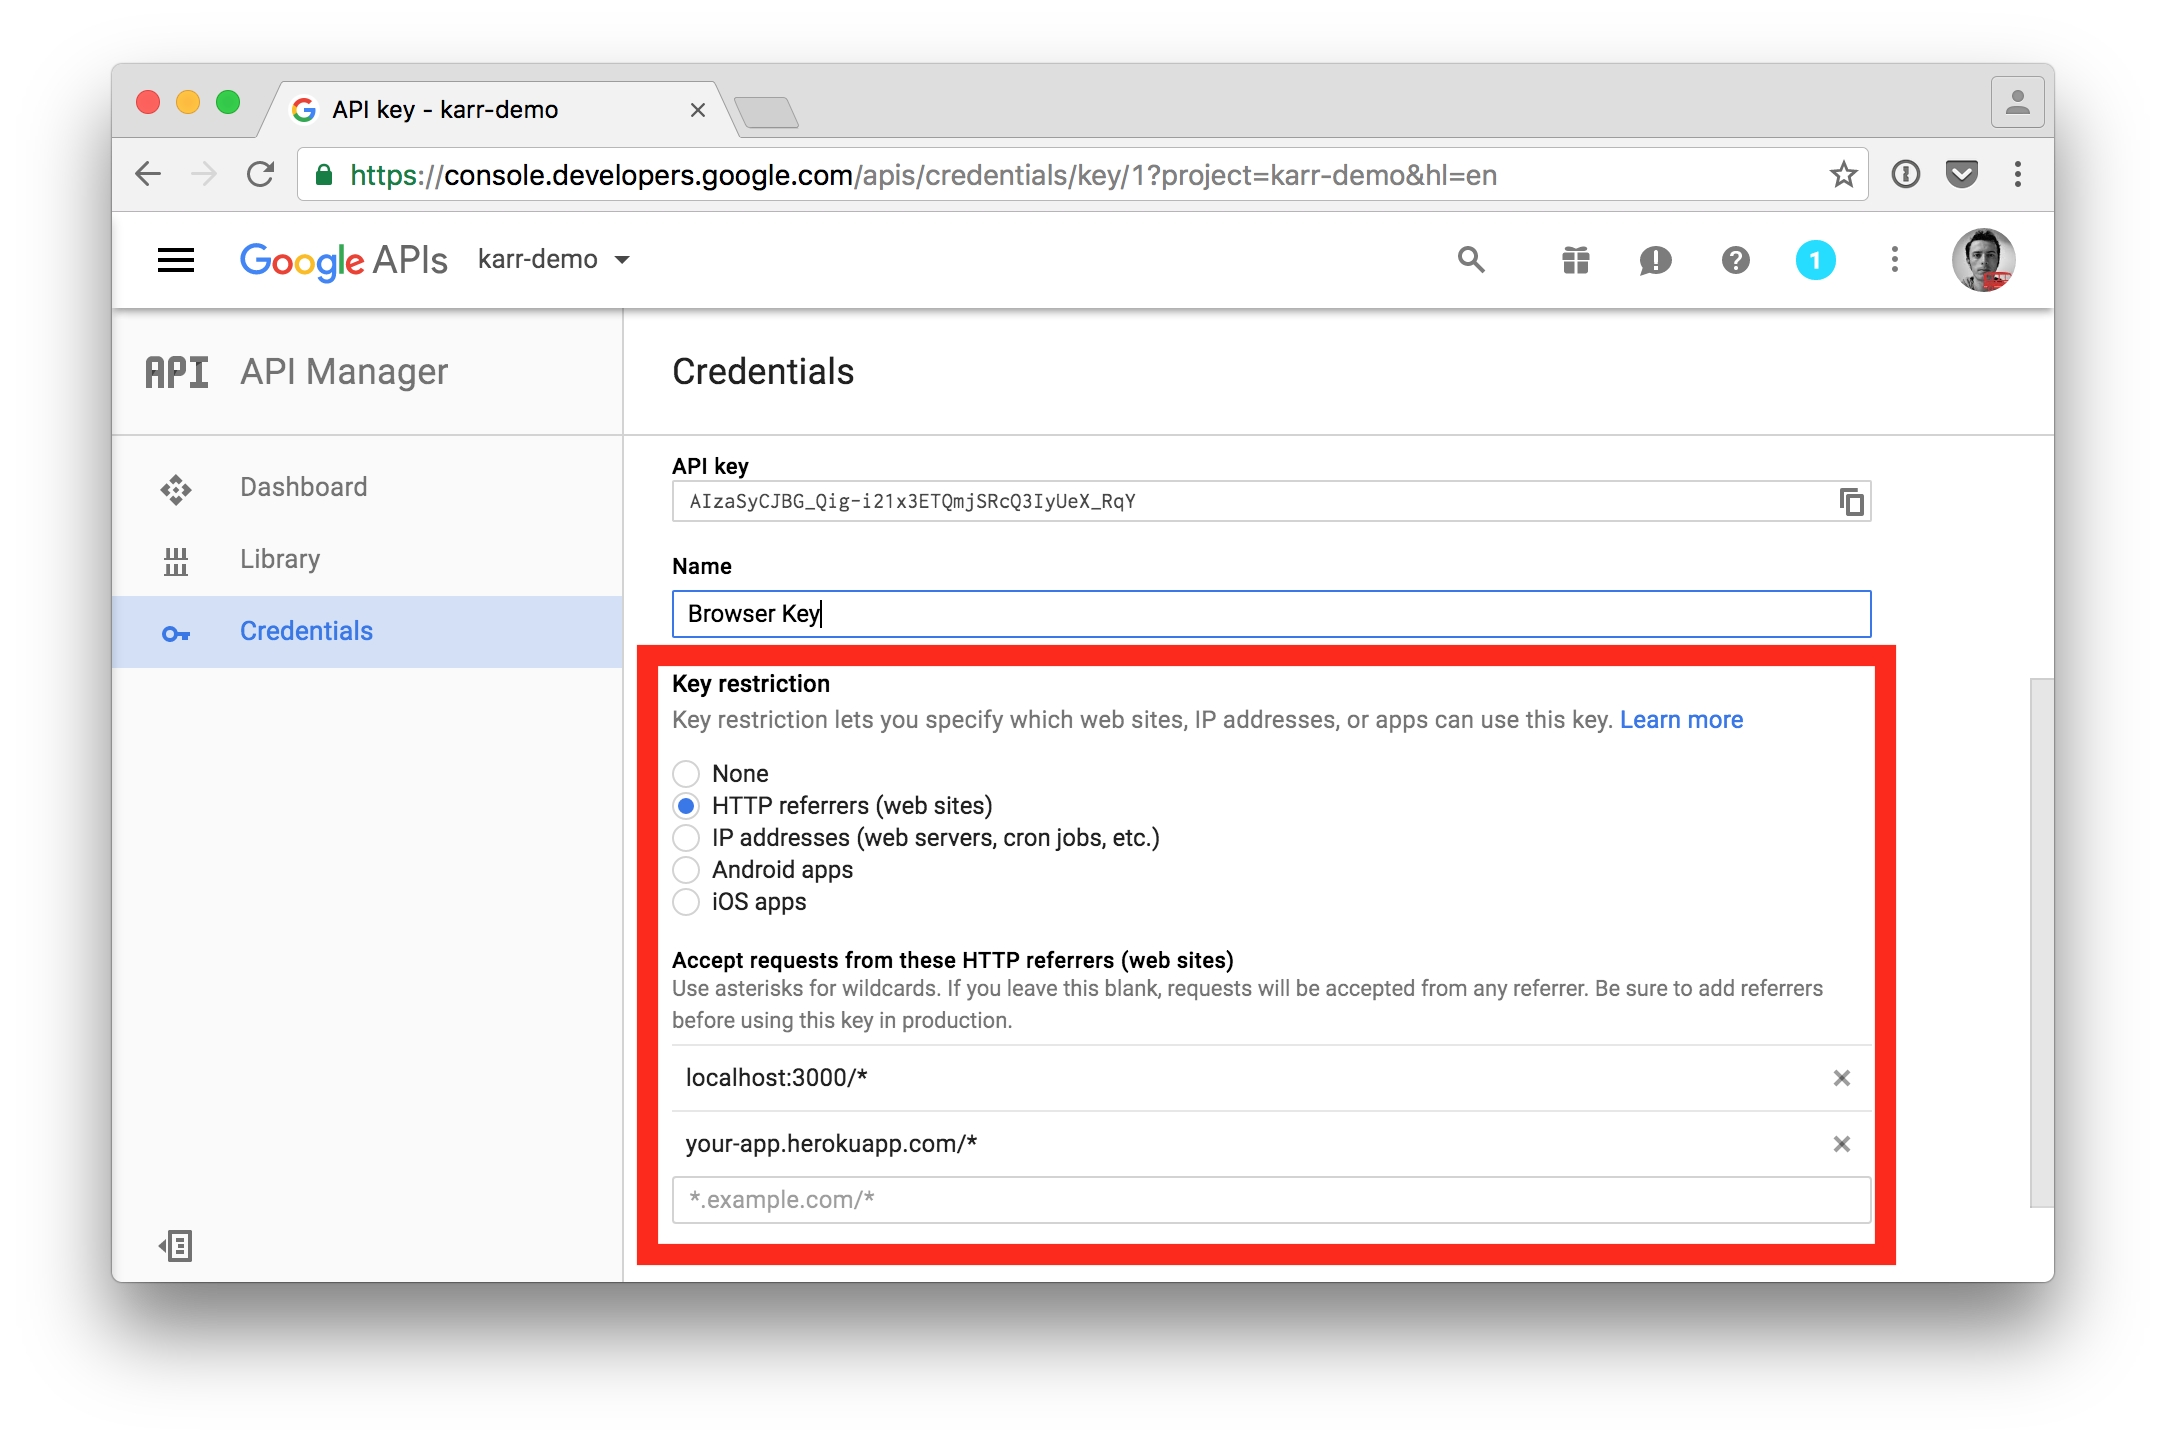 API key - karr-demo
https://console.developers.google.com/apis/credentials/key/1?project=karr-demo&hl=en
Google APIs karr-demo 1
API API Manager
Credentials
Dashboard
Library
Credentials
API key
AIzaSyCJBG_Qig-i21x3ETQmjSRcQ3IyUeX_RqY
Name
Browser Key
Key restriction
Key restriction lets you specify which web sites, IP addresses, or apps can use this key. Learn more
None
HTTP referrers (web sites)
IP addresses (web servers, cron jobs, etc.)
Android apps
iOS apps
Accept requests from these HTTP referrers (web sites)
Use asterisks for wildcards. If you leave this blank, requests will be accepted from any referrer. Be sure to add referrers
before using this key in production.
localhost:3000/*
your-app.herokuapp.com/*
*.example.com/*